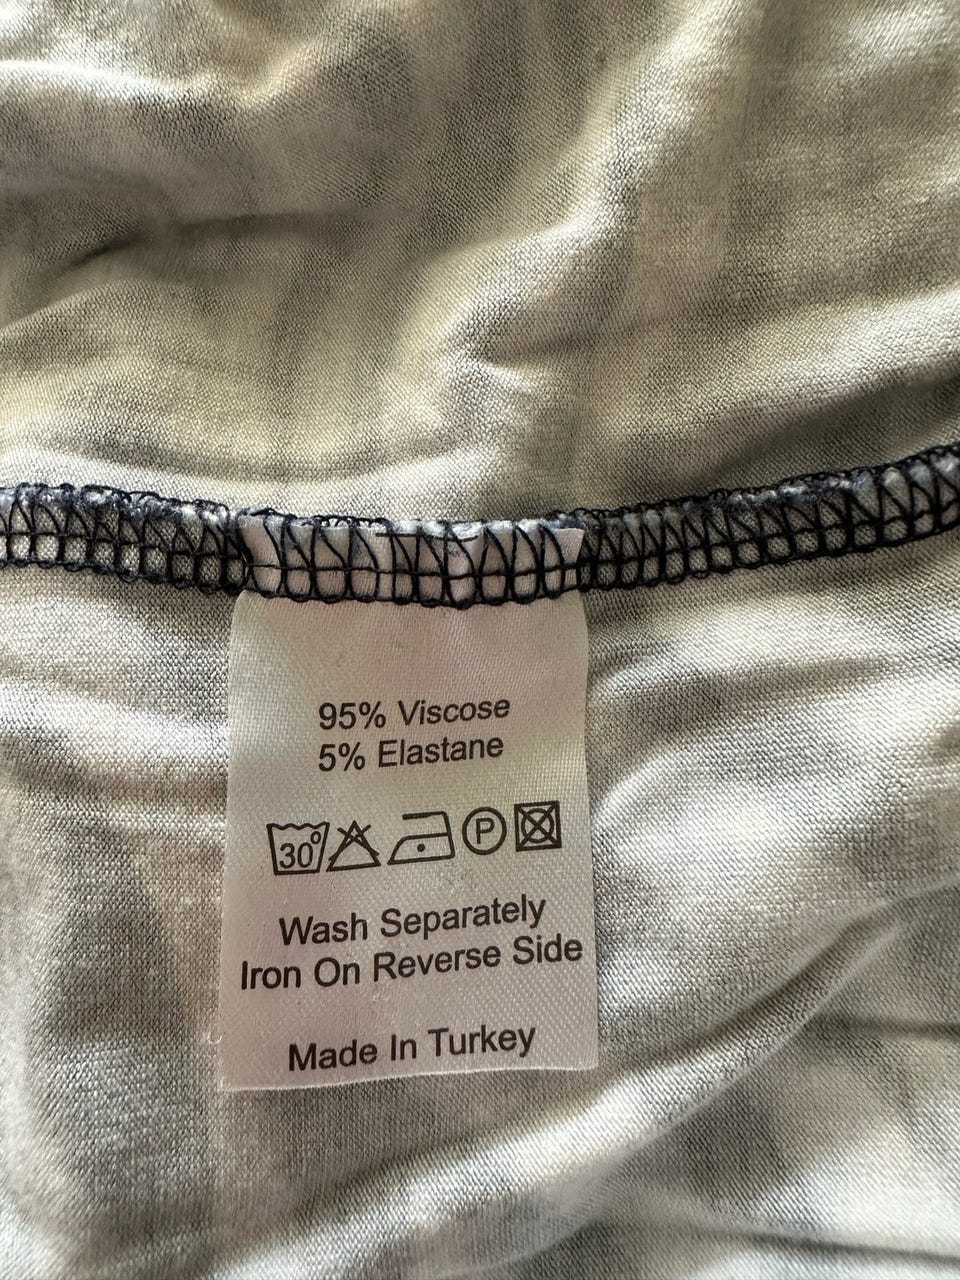 95% Viscose
5% Elastane
30° P
Wash Separately
Iron On Reverse Side
Made In Turkey